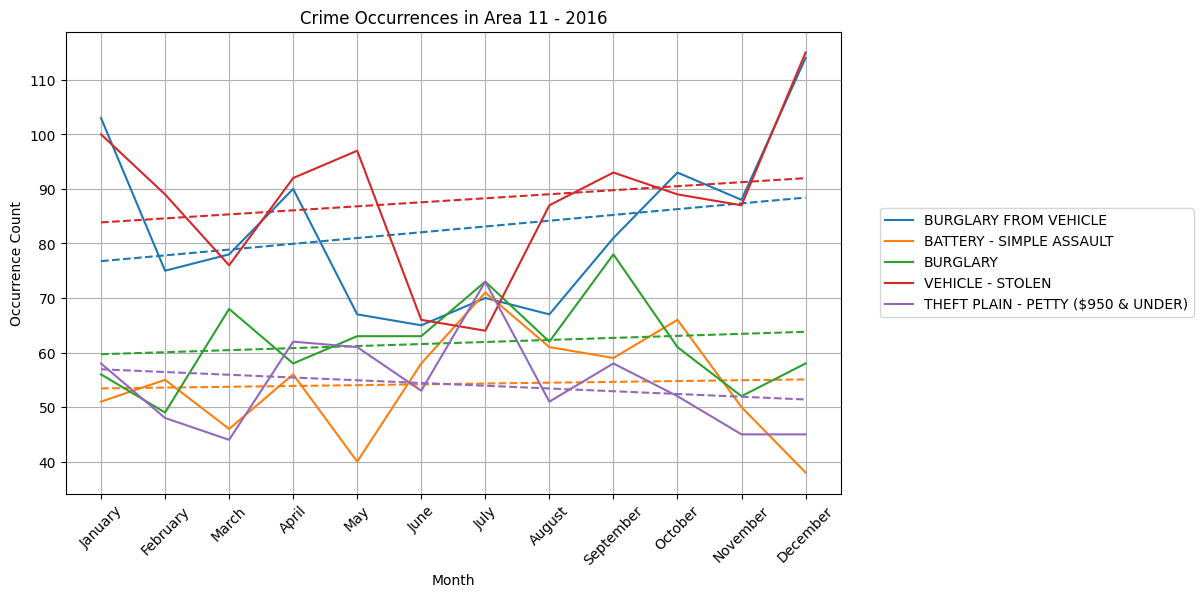 Crime Occurrences in Area 11 - 2016
Occurrence Count
110
100
90
80
70
60
50
40
January
February
March
April
May
June
July
August
September
October
November
December
Month
BURGLARY FROM VEHICLE
BATTERY - SIMPLE ASSAULT
BURGLARY
VEHICLE - STOLEN
THEFT PLAIN - PETTY ($950 & UNDER)